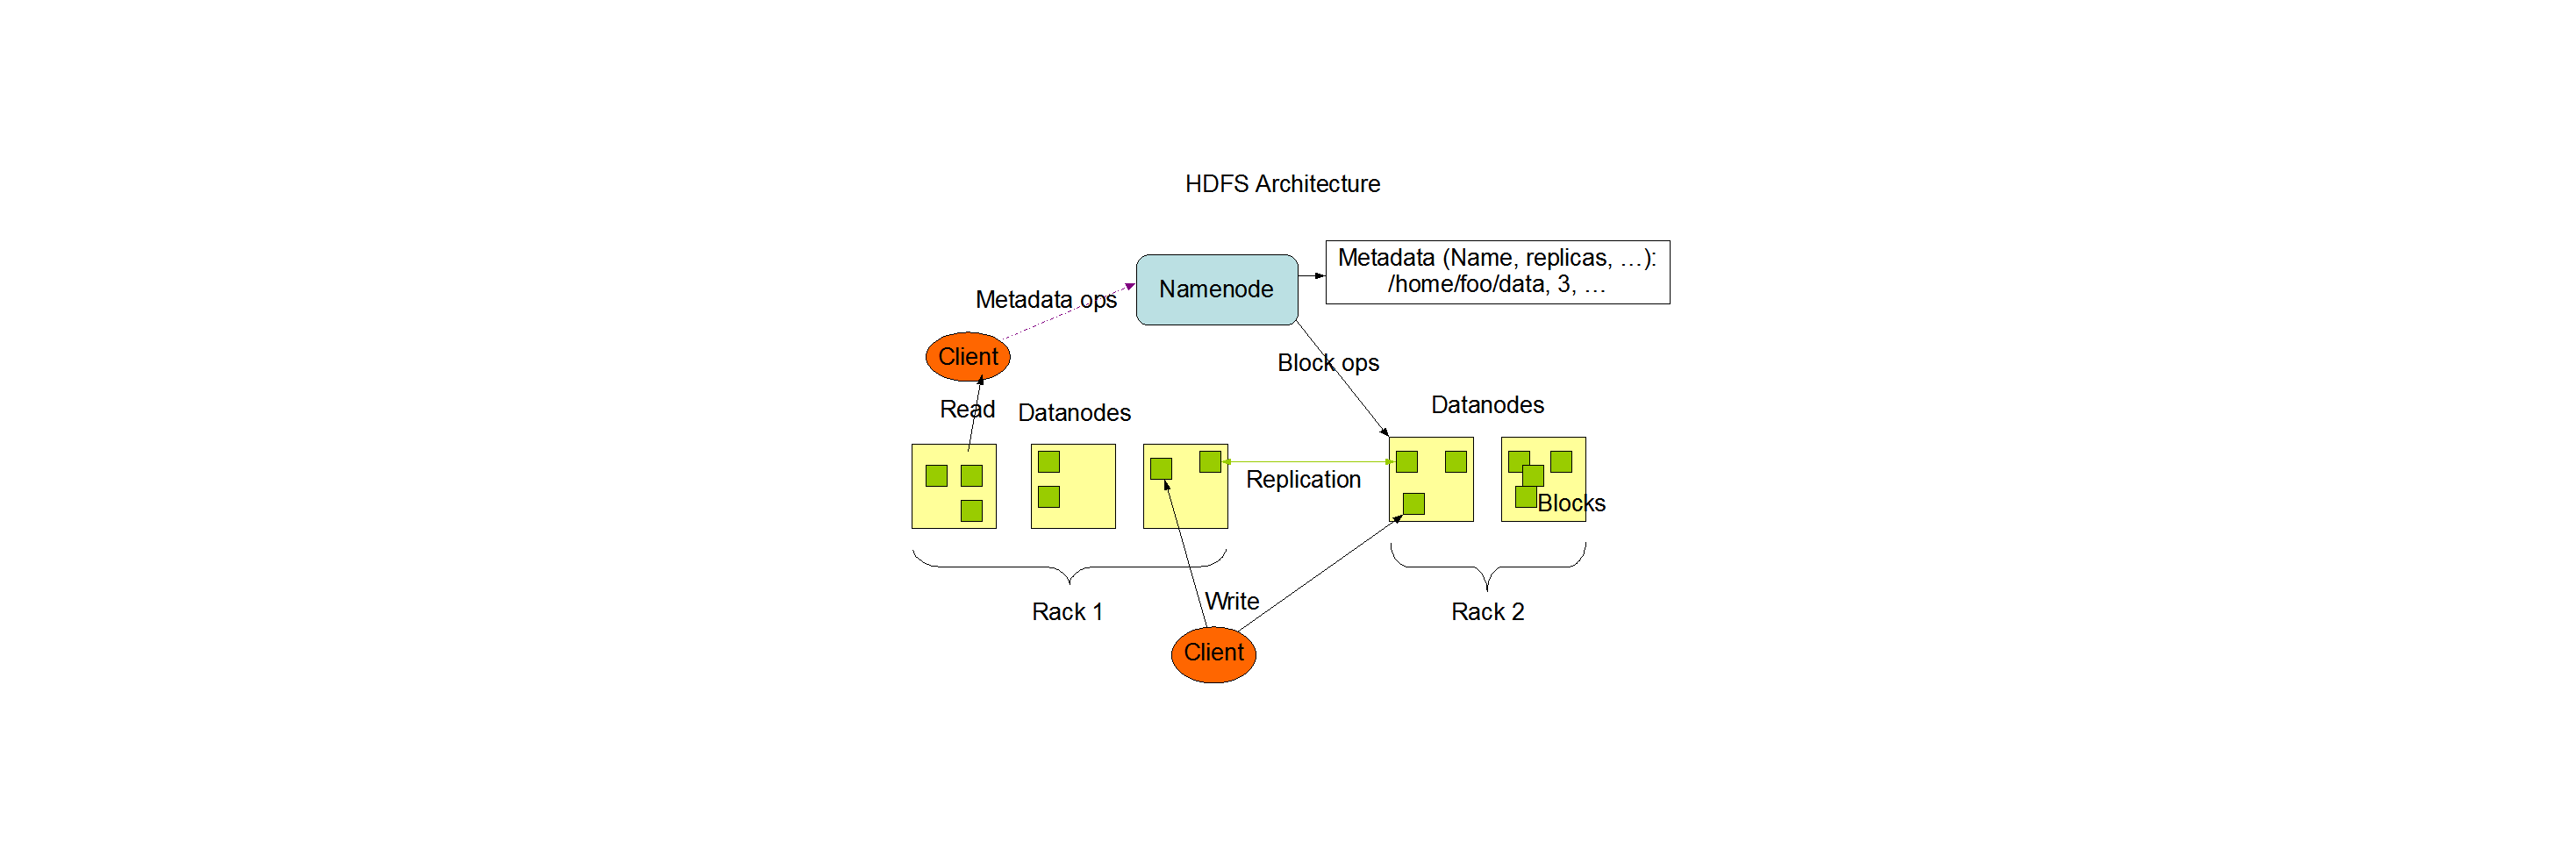 HDFS Architecture
Metadata (Name, replicas, ...):
/home/foo/data, 3, ...
Namenode
Metadata ops
Client
Block ops
Read
Datanodes
Datanodes
Replication
Blocks
Write
Rack 1
Rack 2
Client